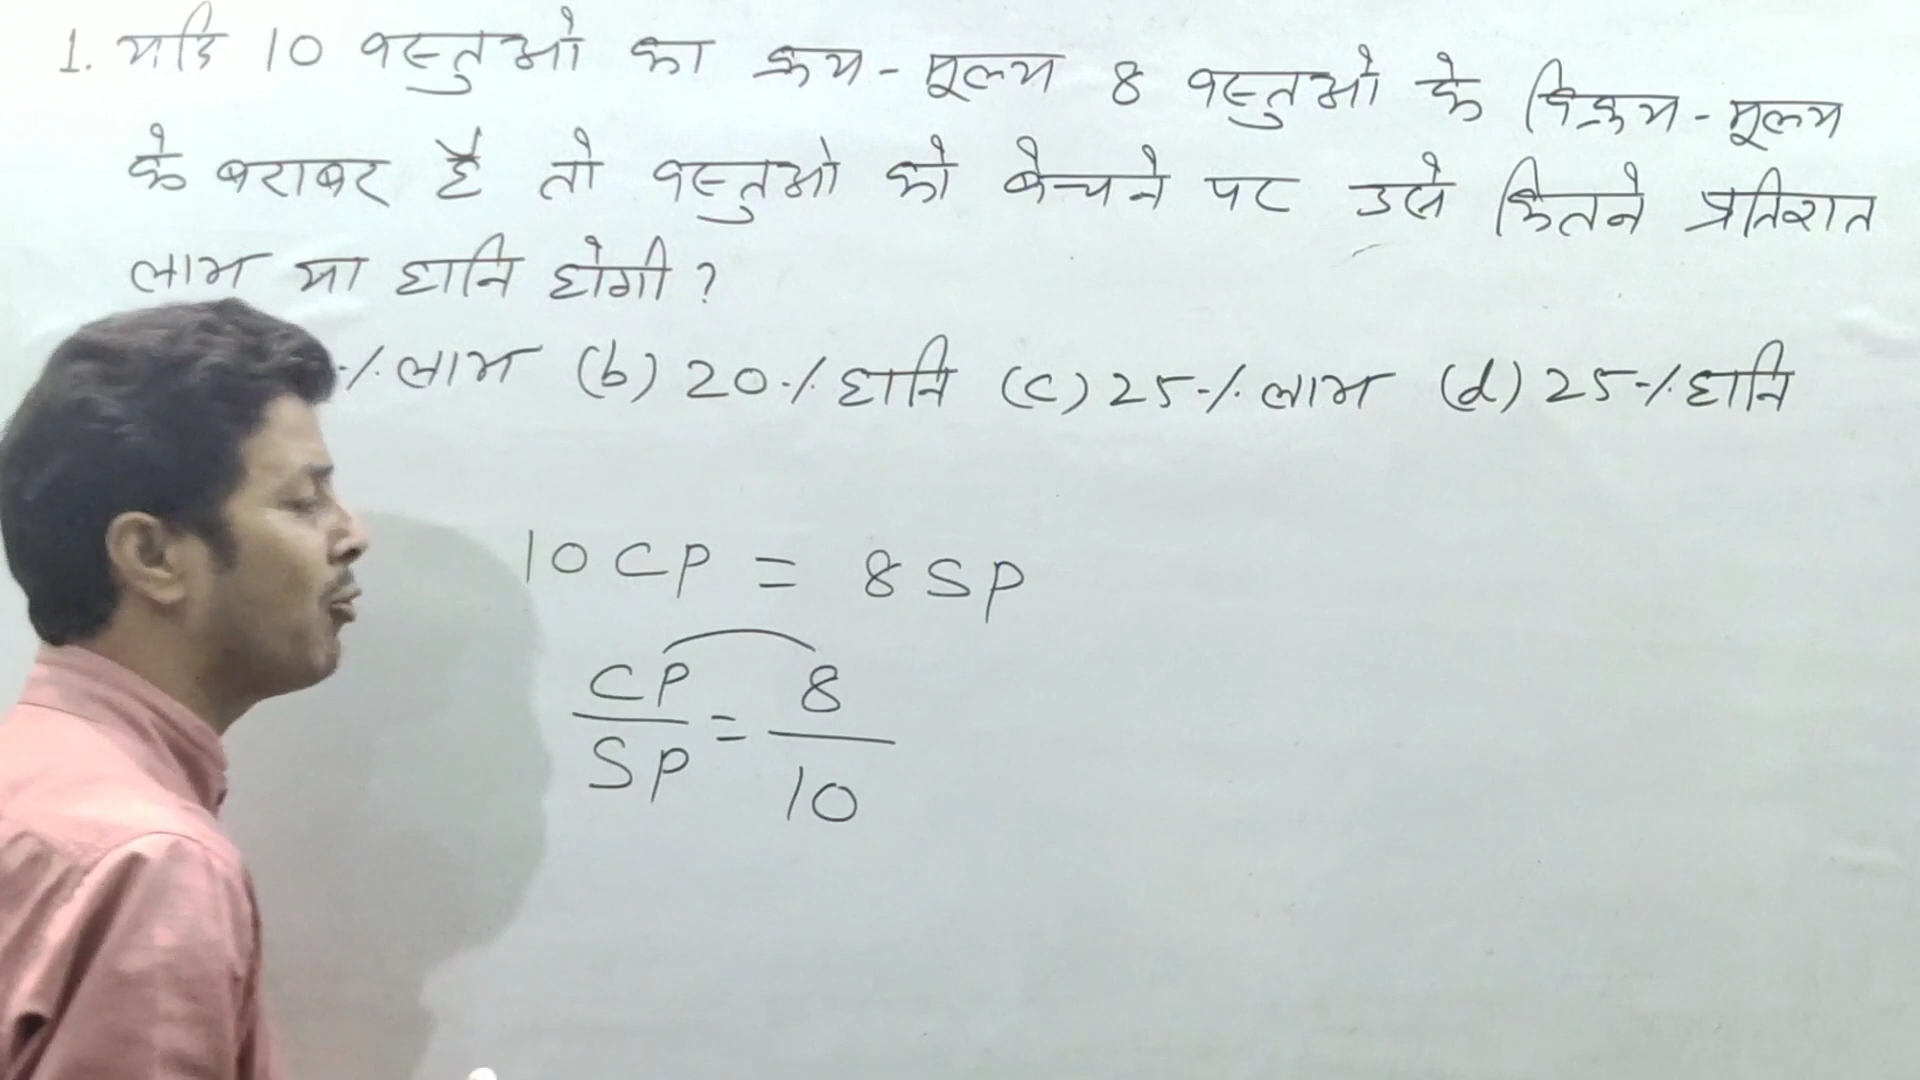 1. यदि 10 वस्तुओ का क्रय-मूल्य 8 वस्तुओ के विक्रय-मूल्य
के बराबर है तो वस्तुओ को बेचने पर उसे कितने प्रतिशत
लाभ या हानि होगी?
% लाभ (b) 20% हानि (c) 25% लाभ (d) 25% हानि
10 CP = 8 SP
CP/SP = 8/10